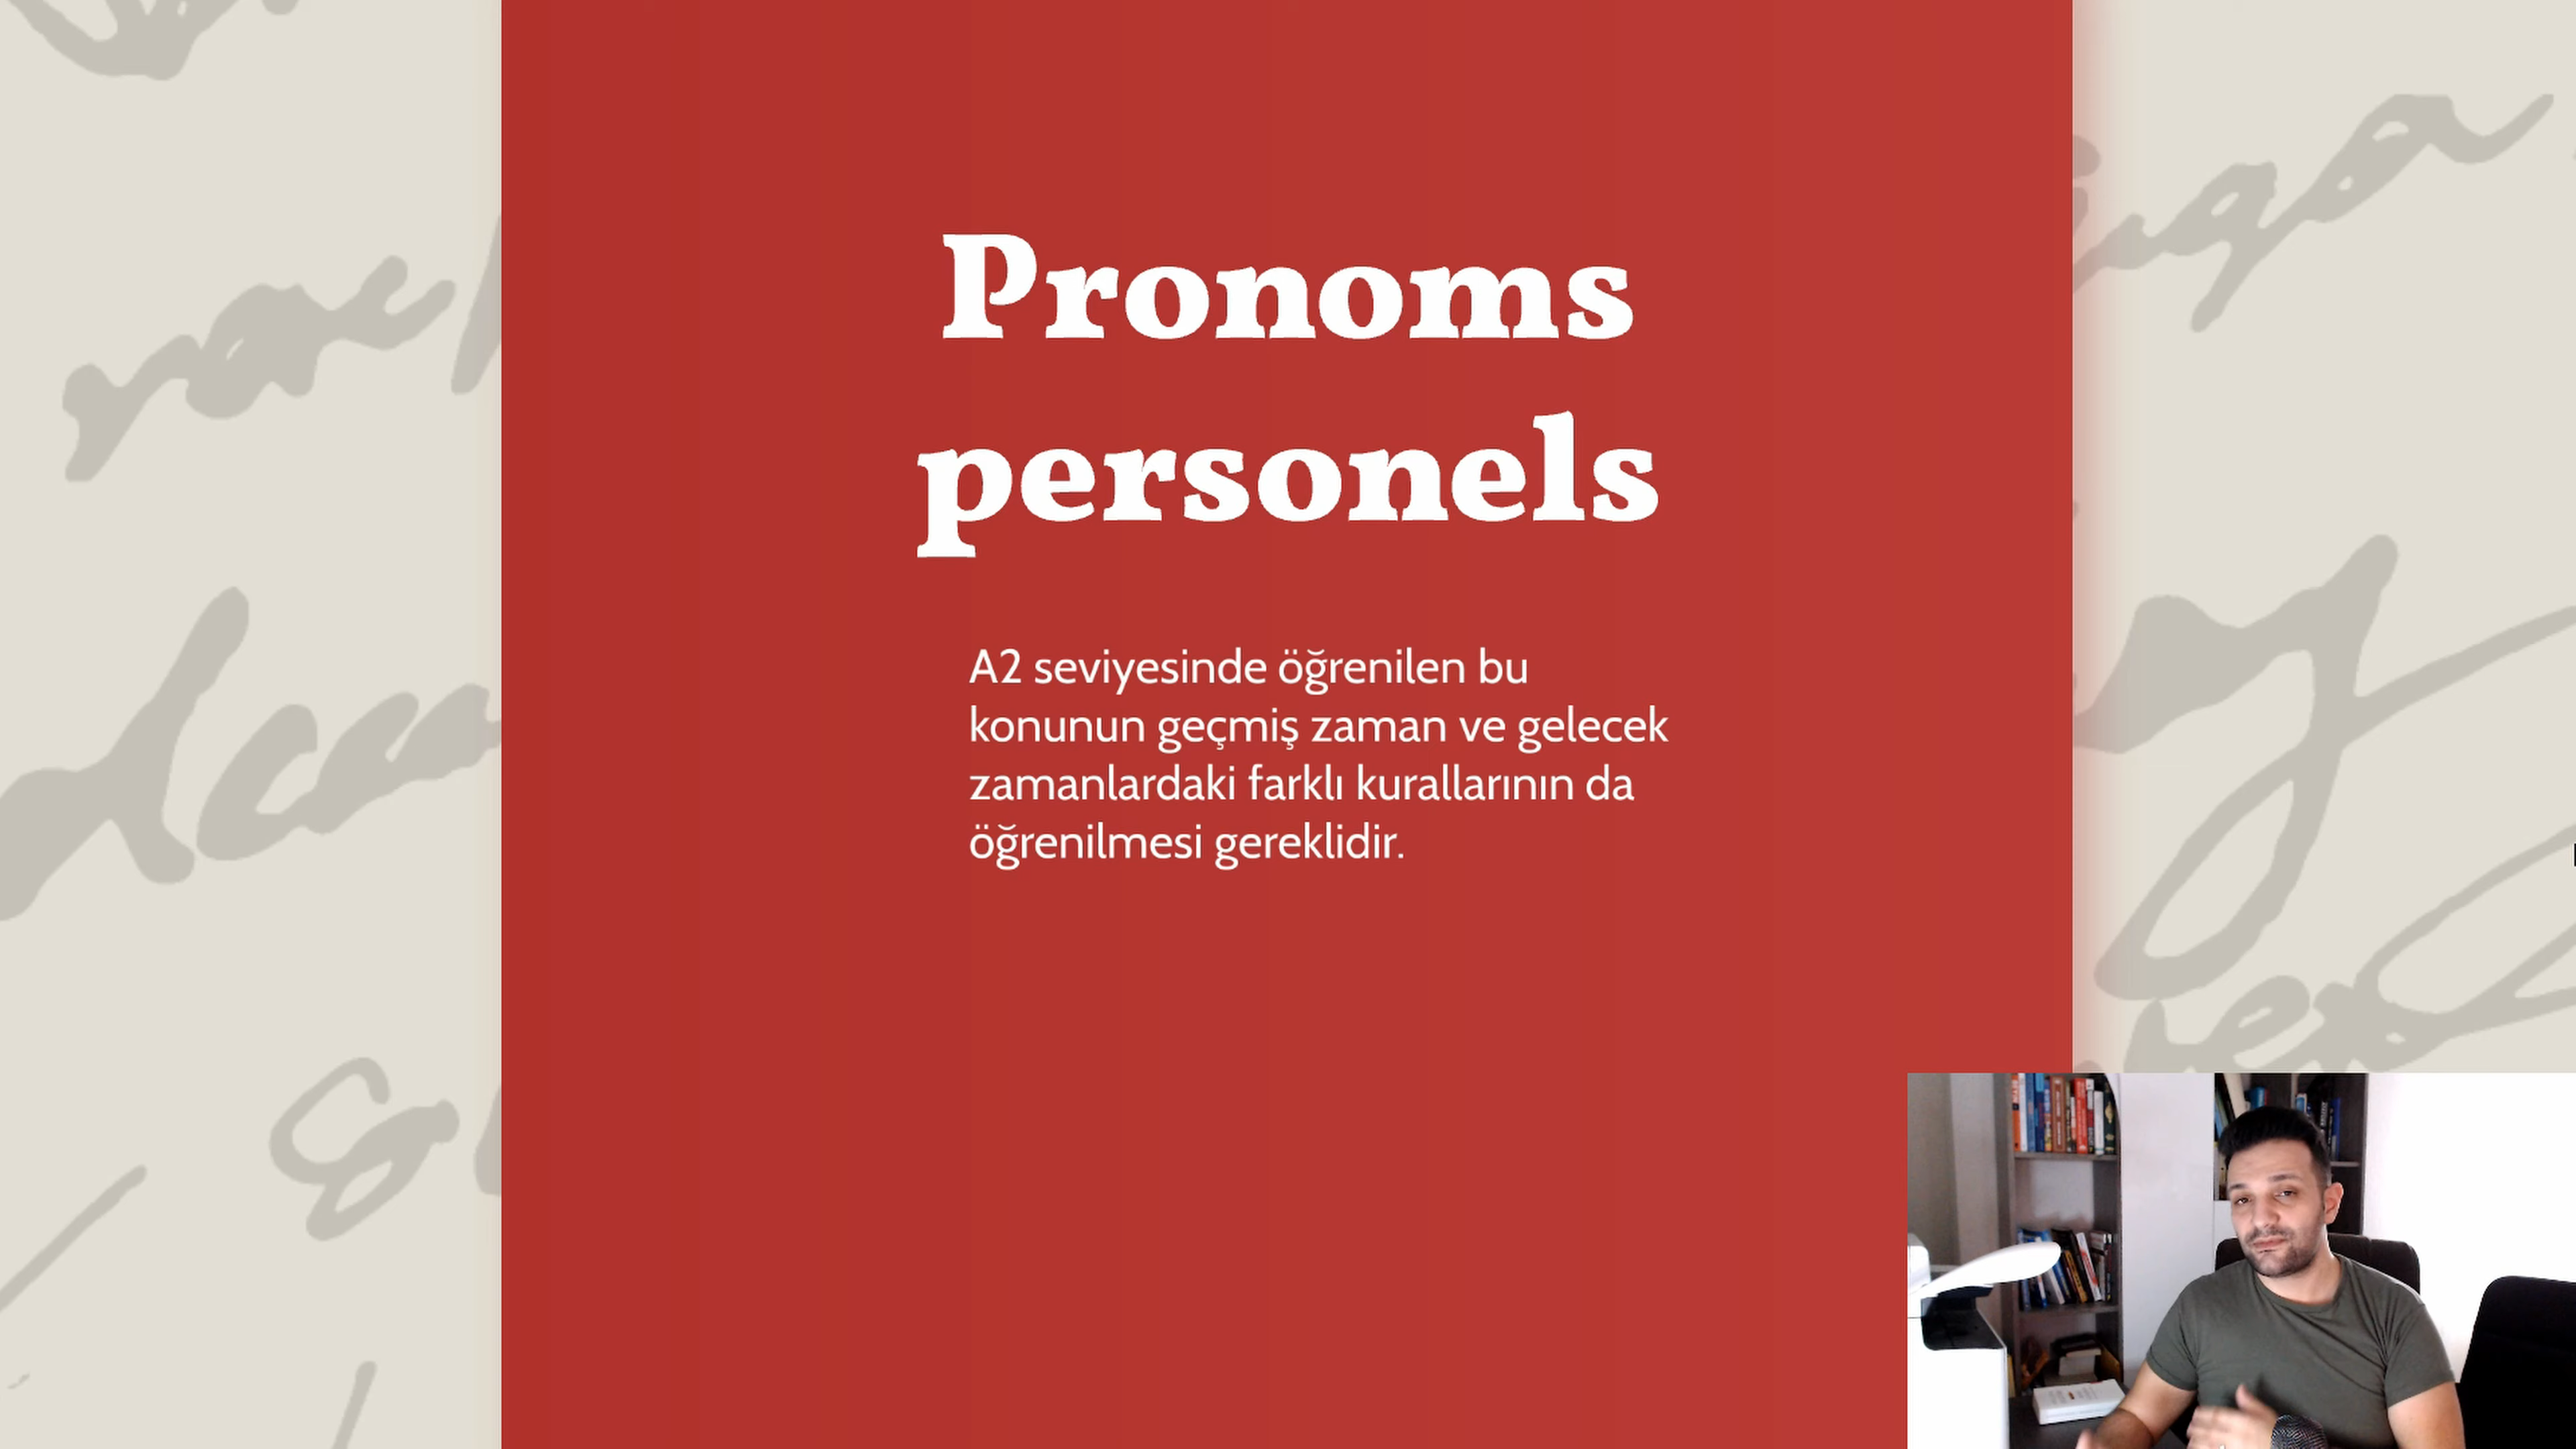 Pronoms
personels
A2 seviyesinde öğrenilen bu
konunun geçmiş zaman ve gelecek
zamanlardaki farklı kurallarının da
öğrenilmesi gereklidir.